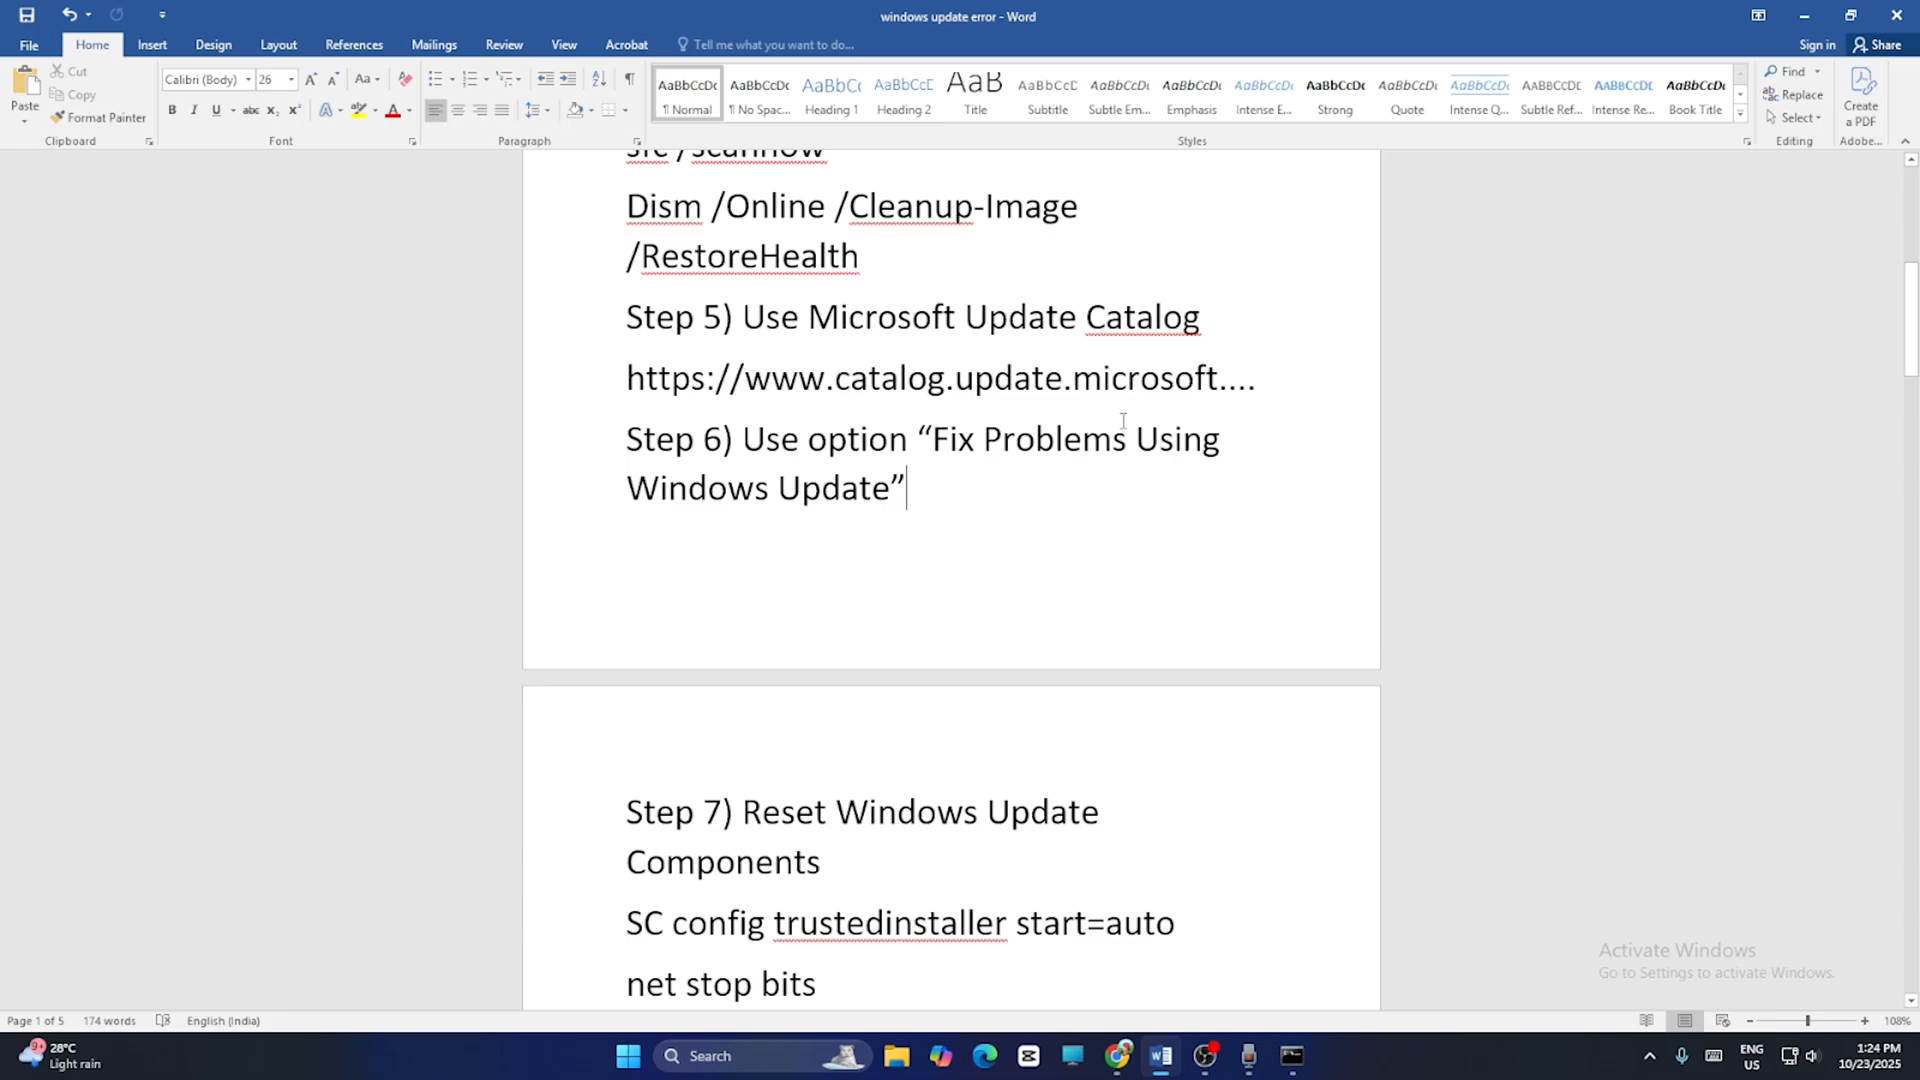 windows update error - Word
File Home Insert Design Layout References Mailings Review View Acrobat Tell me what you want to do... Sign in Share
Paste
Cut
Copy
Format Painter
Clipboard
Calibri (Body) 26
Font
Paragraph
AaBbCcDc AaBbCcDc AaBbCc AaBbCcD AaB AaBbCcD AaBbCcDc AaBbCcDc AaBbCcDc AaBbCcDc AaBbCcDc AaBbCcDc AaBbCcDc AaBbCcDc AaBbCcDc
¶ Normal ¶ No Spac... Heading 1 Heading 2 Title Subtitle Subtle Em... Emphasis Intense E... Strong Quote Intense Q... Subtle Ref... Intense Re... Book Title
Styles
Find
Replace
Select
Editing
Create
a PDF
Adobe...
sfc /scannow
Dism /Online /Cleanup-Image
/RestoreHealth
Step 5) Use Microsoft Update Catalog
https://www.catalog.update.microsoft....
Step 6) Use option “Fix Problems Using
Windows Update”
Step 7) Reset Windows Update
Components
SC config trustedinstaller start=auto
net stop bits
Activate Windows
Go to Settings to activate Windows.
Page 1 of 5 174 words English (India) 108%
28°C
Light rain
Search
ENG
US
1:24 PM
10/23/2025